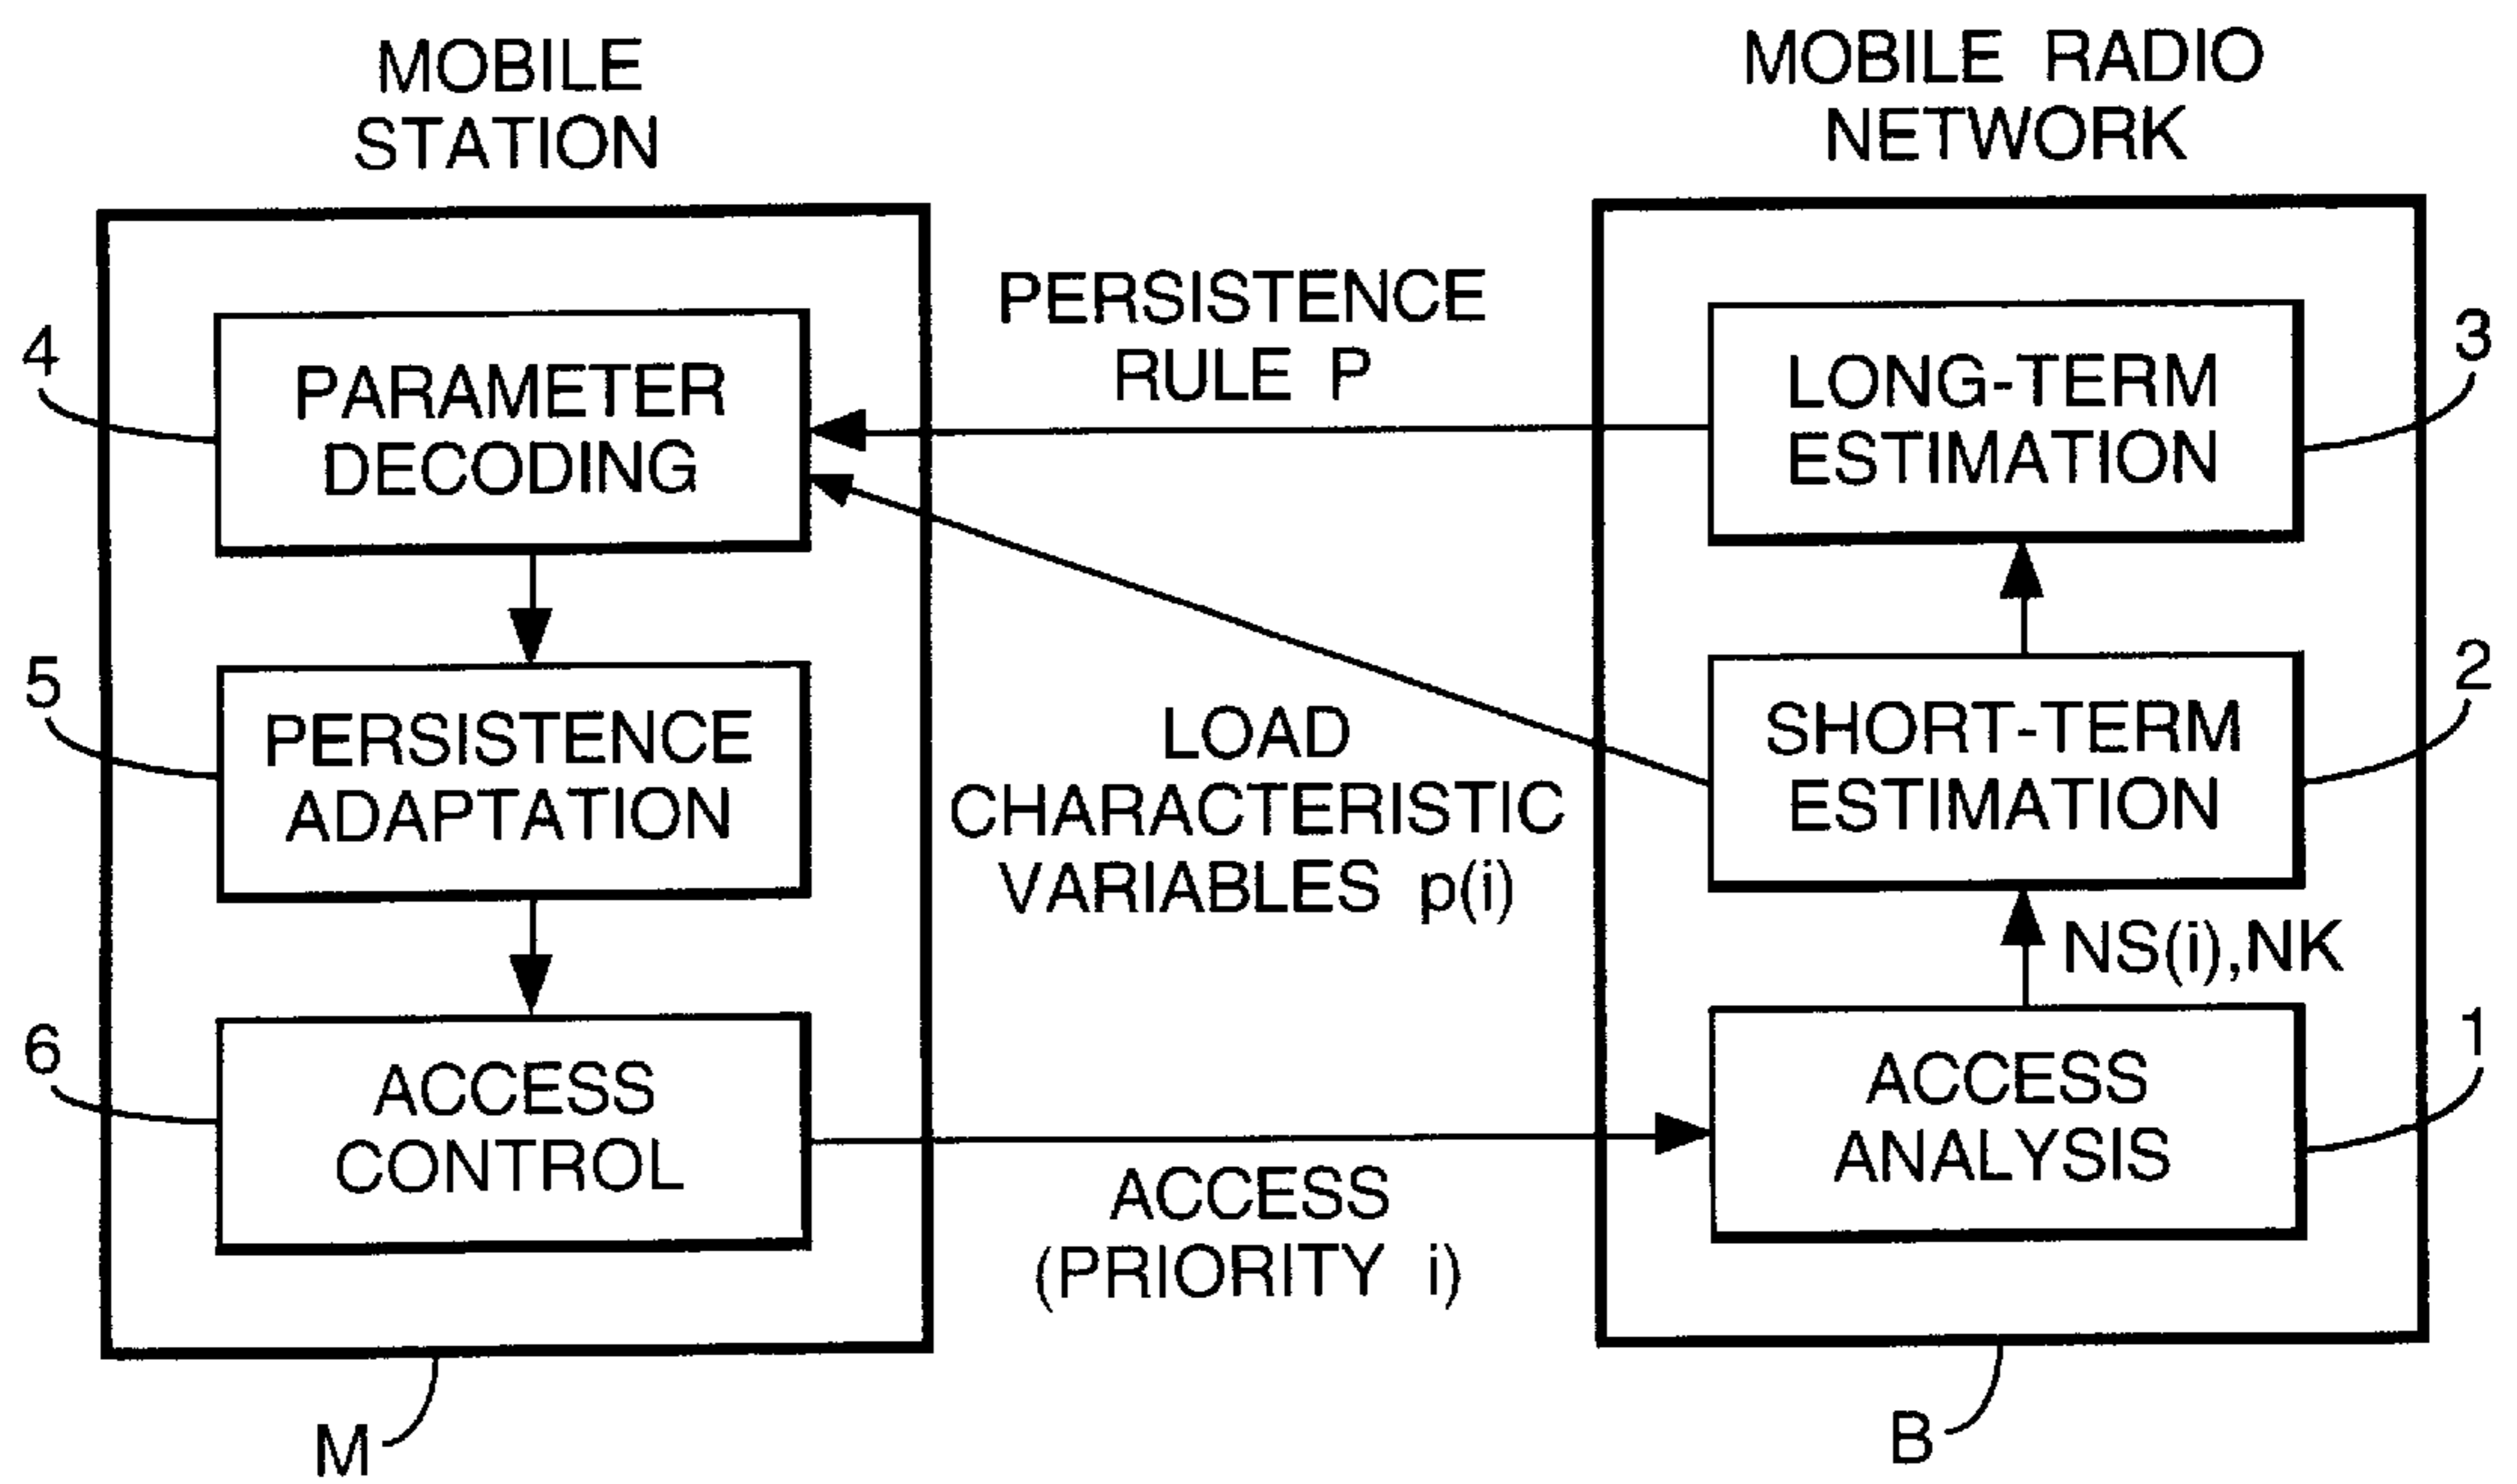 MOBILE
STATION
MOBILE RADIO
NETWORK
4
PARAMETER
DECODING
PERSISTENCE
RULE P
LONG-TERM
ESTIMATION
3
5
PERSISTENCE
ADAPTATION
LOAD
CHARACTERISTIC
VARIABLES p(i)
SHORT-TERM
ESTIMATION
2
NS(i),NK
6
ACCESS
CONTROL
ACCESS
(PRIORITY i)
ACCESS
ANALYSIS
1
M
B